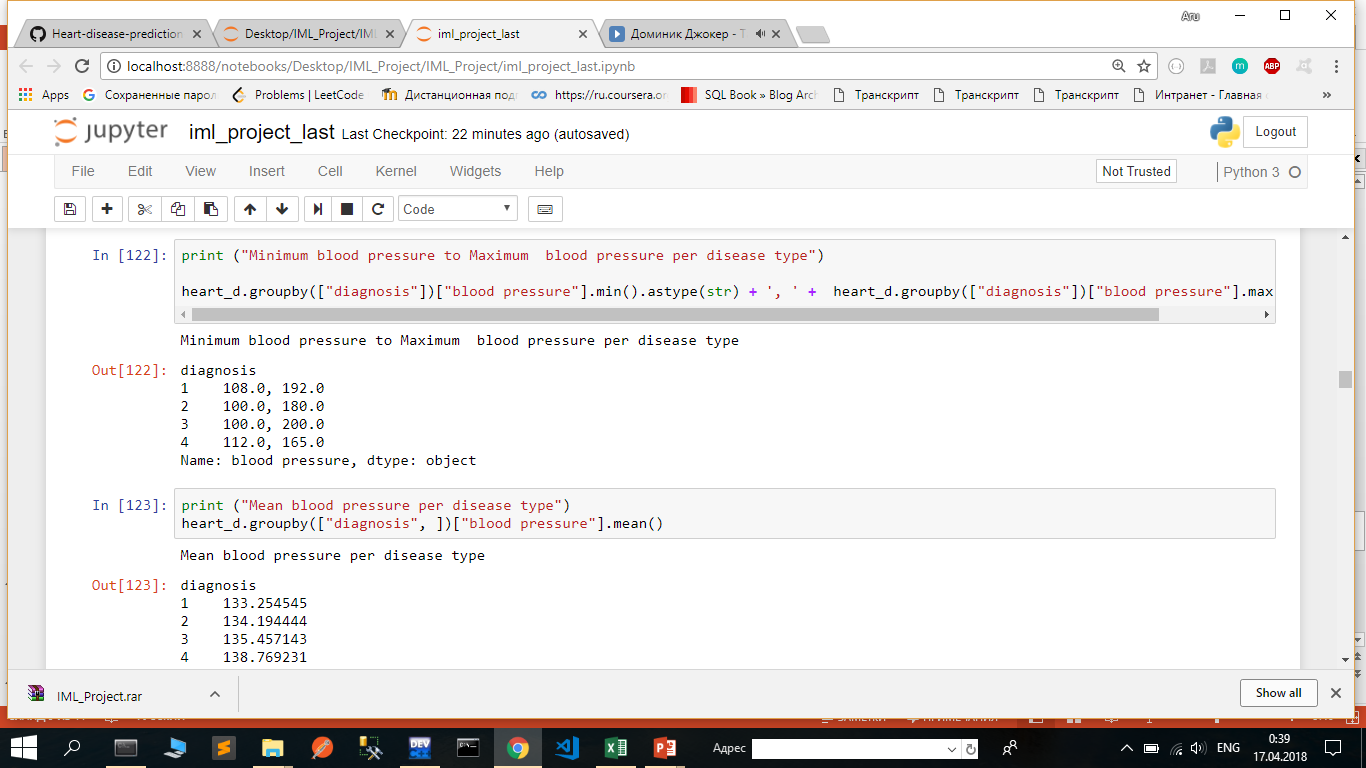 Aru
Heart-disease-prediction
Desktop/IML_Project/IML
iml_project_last
Доминик Джокер - Т
localhost:8888/notebooks/Desktop/IML_Project/IML_Project/iml_project_last.ipynb
Apps
Сохраненные парол
Problems | LeetCode
Дистанционная под
https://ru.coursera.or
SQL Book » Blog Arch
Транскрипт
Транскрипт
Транскрипт
Интранет - Главная
»
jupyter iml_project_last Last Checkpoint: 22 minutes ago (autosaved)
Logout
File Edit View Insert Cell Kernel Widgets Help
Not Trusted
Python 3
Code
In [122]: print ("Minimum blood pressure to Maximum  blood pressure per disease type")
heart_d.groupby(["diagnosis"])["blood pressure"].min().astype(str) + ', ' +  heart_d.groupby(["diagnosis"])["blood pressure"].max
Minimum blood pressure to Maximum  blood pressure per disease type
Out[122]: diagnosis
1    108.0, 192.0
2    100.0, 180.0
3    100.0, 200.0
4    112.0, 165.0
Name: blood pressure, dtype: object
In [123]: print ("Mean blood pressure per disease type")
heart_d.groupby(["diagnosis", ])["blood pressure"].mean()
Mean blood pressure per disease type
Out[123]: diagnosis
1    133.254545
2    134.194444
3    135.457143
4    138.769231
IML_Project.rar
Show all
DEV
Адрес
ENG
0:39
17.04.2018